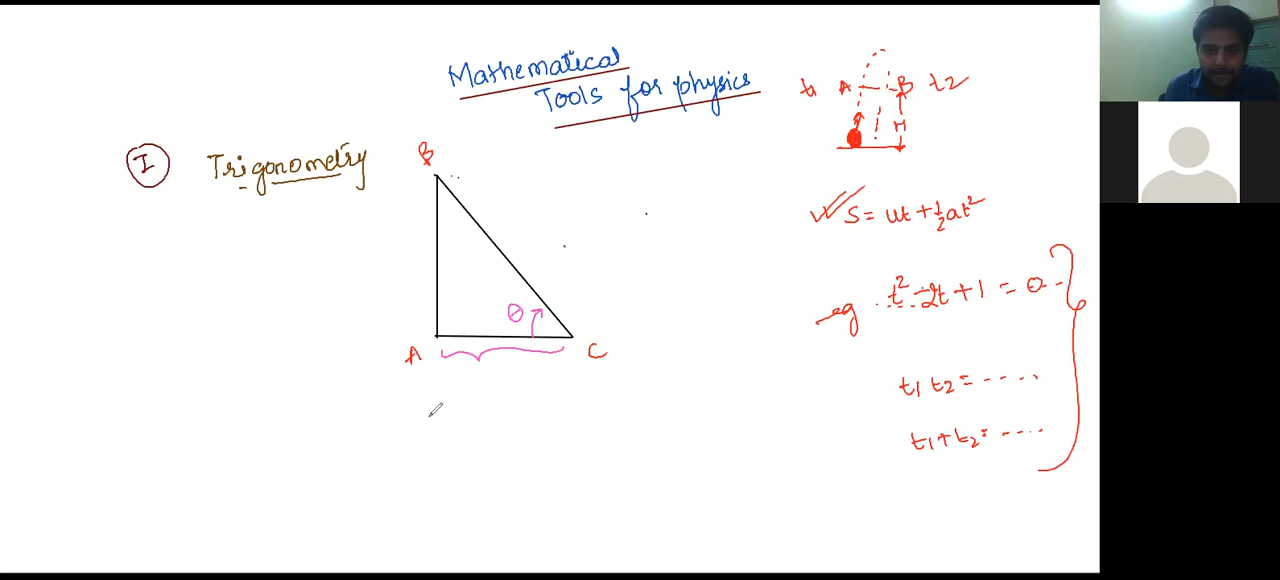 Mathematical
Tools for physics
I Trigonometry
B
θ
A
C
t1 A B t2
H
S = ut + ½at²
eg t² - 2t + 1 = 0
t1 t2 = ....
t1 + t2 = ....